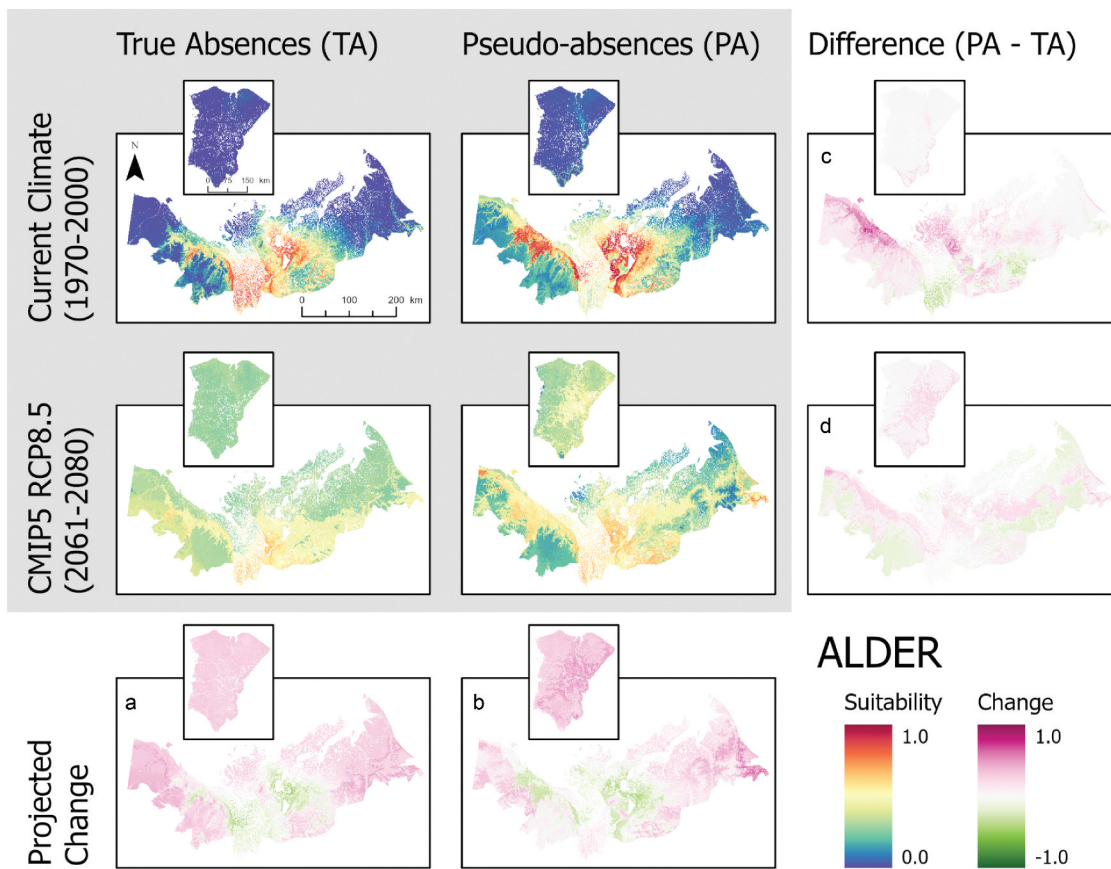 True Absences (TA)
Pseudo-absences (PA)
Difference (PA - TA)
Current Climate
(1970-2000)
N
0 75 150 km
0 100 200 km
c
CMIP5 RCP8.5
(2061-2080)
d
Projected
Change
a
b
ALDER
Suitability
1.0
0.0
Change
1.0
-1.0